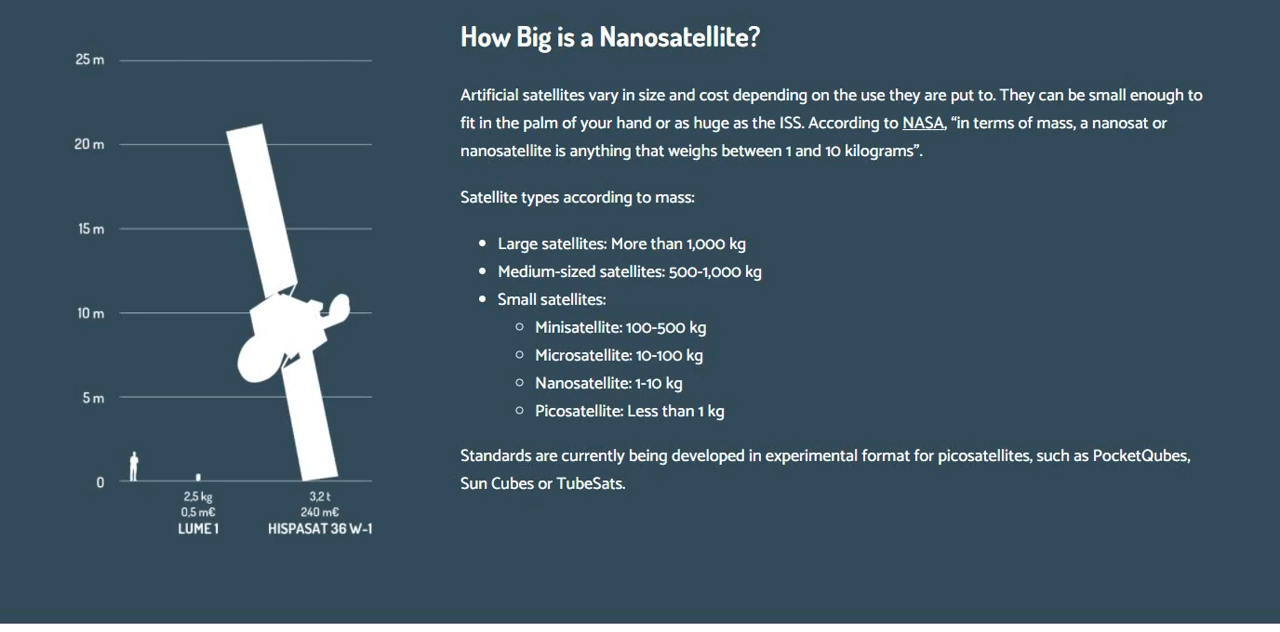 How Big is a Nanosatellite?
Artificial satellites vary in size and cost depending on the use they are put to. They can be small enough to
fit in the palm of your hand or as huge as the ISS. According to NASA, “in terms of mass, a nanosat or
nanosatellite is anything that weighs between 1 and 10 kilograms”.
Satellite types according to mass:
Large satellites: More than 1,000 kg
Medium-sized satellites: 500-1,000 kg
Small satellites:
Minisatellite: 100-500 kg
Microsatellite: 10-100 kg
Nanosatellite: 1-10 kg
Picosatellite: Less than 1 kg
Standards are currently being developed in experimental format for picosatellites, such as PocketQubes,
Sun Cubes or TubeSats.
25 m
20 m
15 m
10 m
5 m
0
2,5 kg
0,5 m€
LUME 1
3,2 t
240 m€
HISPASAT 36 W-1